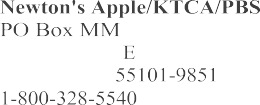 Newton's Apple/KTCA/PBS
PO Box MM
E
55101-9851
1-800-328-5540